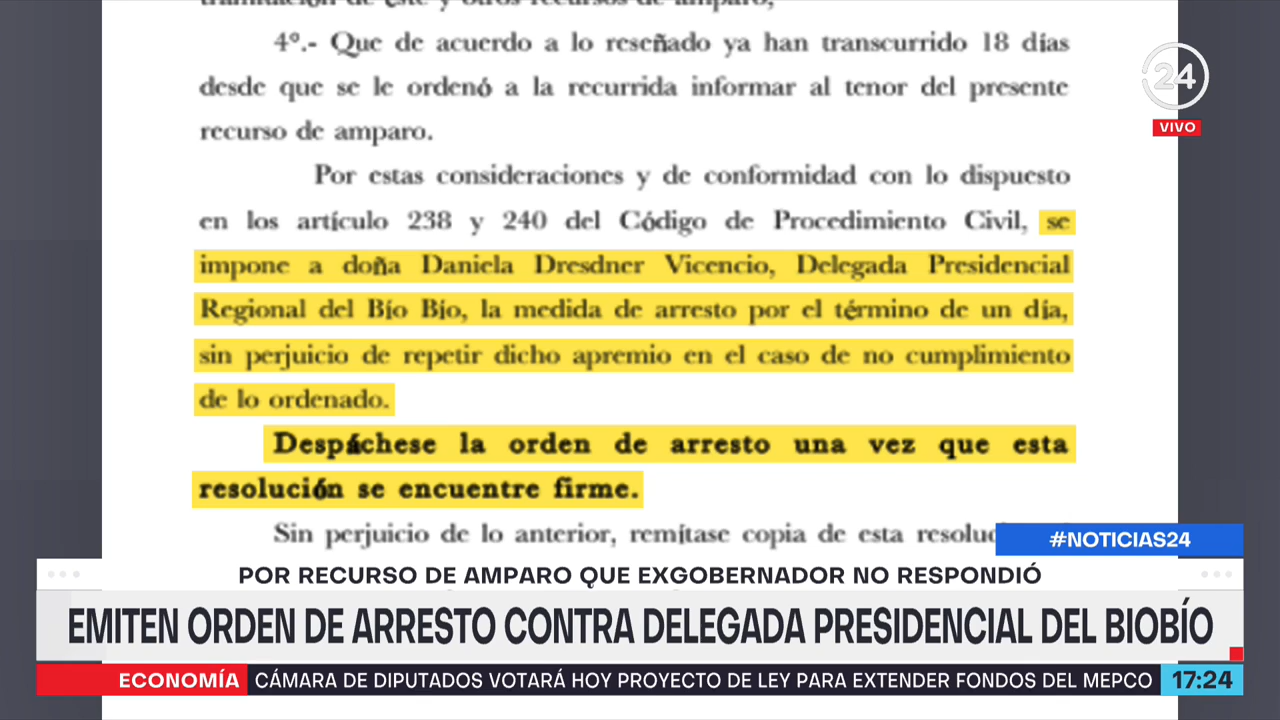 tramitación de este y otros recursos de amparo,
4°.- Que de acuerdo a lo reseñado ya han transcurrido 18 días
desde que se le ordenó a la recurrida informar al tenor del presente
recurso de amparo.
Por estas consideraciones y de conformidad con lo dispuesto
en los artículo 238 y 240 del Código de Procedimiento Civil, se
impone a doña Daniela Dresdner Vicencio, Delegada Presidencial
Regional del Bío Bío, la medida de arresto por el término de un día,
sin perjuicio de repetir dicho apremio en el caso de no cumplimiento
de lo ordenado.
Despáchese la orden de arresto una vez que esta
resolución se encuentre firme.
Sin perjuicio de lo anterior, remítase copia de esta
24
VIVO
#NOTICIAS24
POR RECURSO DE AMPARO QUE EXGOBERNADOR NO RESPONDIÓ
EMITEN ORDEN DE ARRESTO CONTRA DELEGADA PRESIDENCIAL DEL BIOBÍO
ECONOMÍA CÁMARA DE DIPUTADOS VOTARÁ HOY PROYECTO DE LEY PARA EXTENDER FONDOS DEL MEPCO 17:24